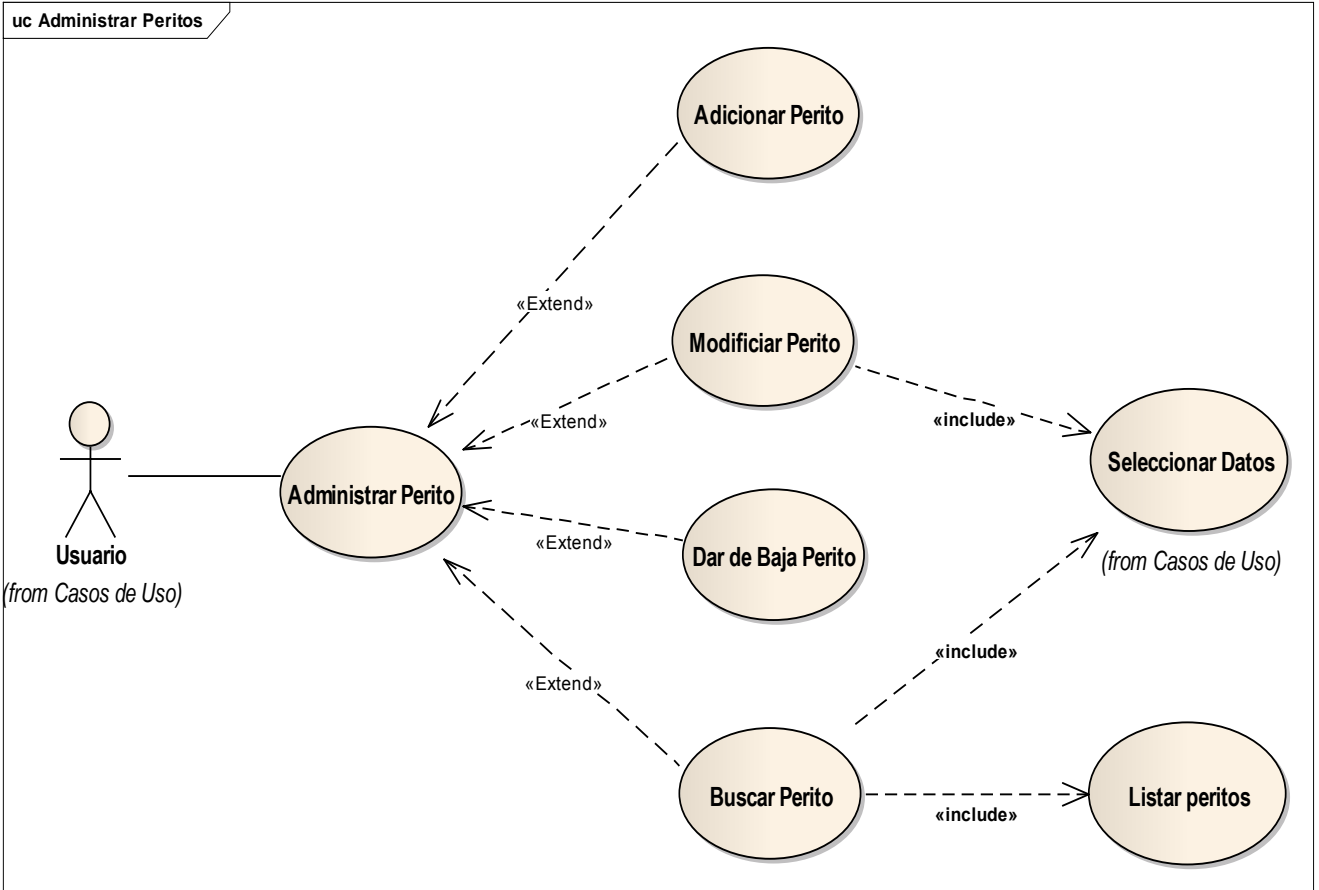 uc Administrar Peritos
Adicionar Perito
«Extend»
Modificiar Perito
«Extend»
«include»
Seleccionar Datos
(from Casos de Uso)
Administrar Perito
Usuario
(from Casos de Uso)
«Extend»
Dar de Baja Perito
«include»
«Extend»
Buscar Perito
«include»
Listar peritos